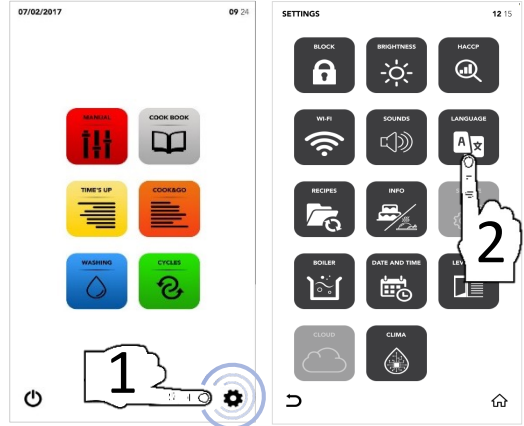 07/02/2017 09 24
MANUAL COOK BOOK
TIME'S UP COOK&GO
WASHING CYCLES
1
SETTINGS 12 15
BLOCK BRIGHTNESS HACCP
WI-FI SOUNDS LANGUAGE
A
RECIPES INFO
2
BOILER DATE AND TIME
CLOUD CLIMA